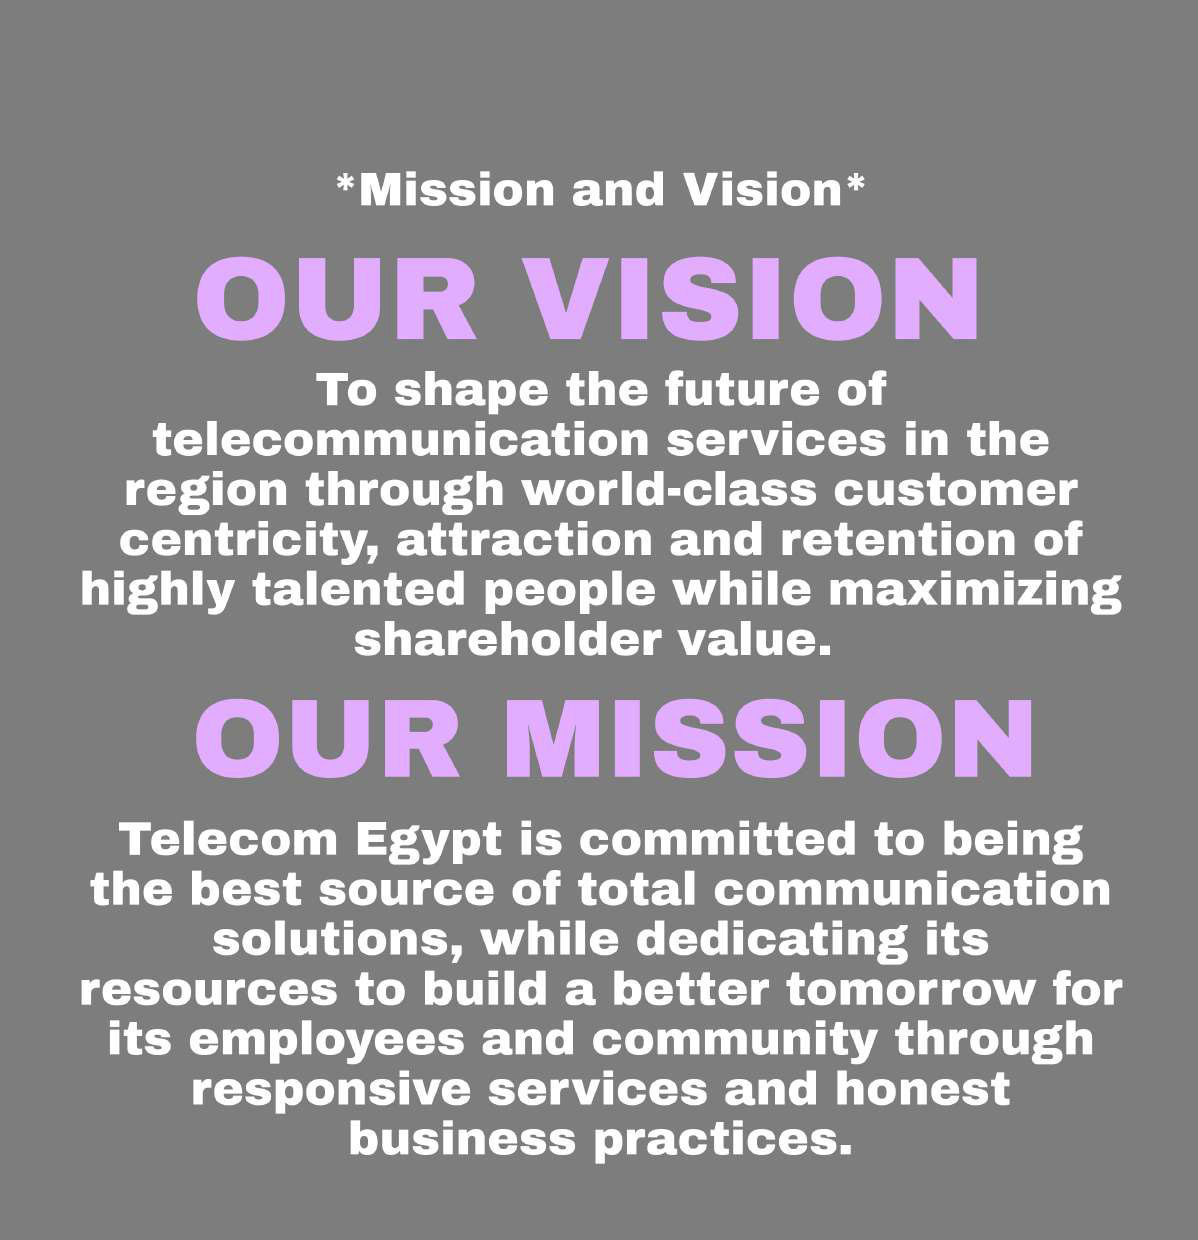 *Mission and Vision*
OUR VISION
To shape the future of
telecommunication services in the
region through world-class customer
centricity, attraction and retention of
highly talented people while maximizing
shareholder value.
OUR MISSION
Telecom Egypt is committed to being
the best source of total communication
solutions, while dedicating its
resources to build a better tomorrow for
its employees and community through
responsive services and honest
business practices.